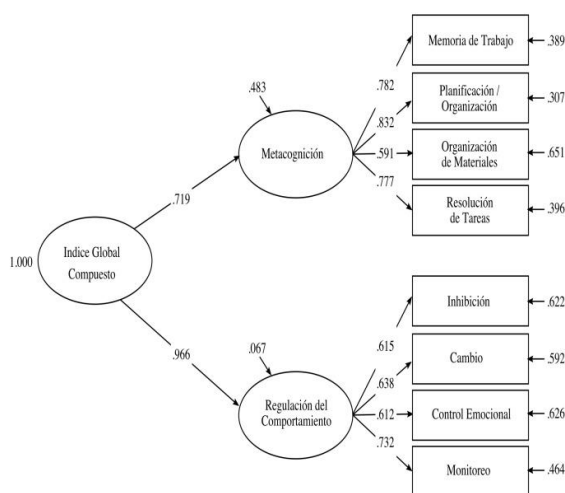 Memoria de Trabajo
.389
.782
.483
Planificación /
Organización
.307
.832
Metacognición
.591
Organización
de Materiales
.651
.777
.719
Resolución
de Tareas
.396
Indice Global
Compuesto
1.000
Inhibición
.622
.615
.966
.067
Cambio
.592
.638
Regulación del
Comportamiento
.612
Control Emocional
.626
.732
Monitoreo
.464